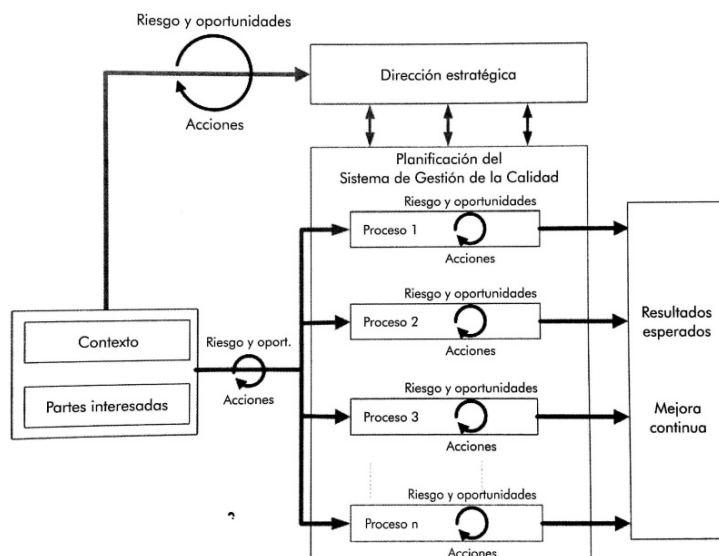 Riesgo y oportunidades
Acciones
Dirección estratégica
Planificación del
Sistema de Gestión de la Calidad
Riesgo y oportunidades
Proceso 1
Acciones
Riesgo y oportunidades
Proceso 2
Acciones
Riesgo y oportunidades
Proceso 3
Acciones
Riesgo y oportunidades
Proceso n
Acciones
Contexto
Partes interesadas
Riesgo y oport.
Acciones
Resultados
esperados
Mejora
continua